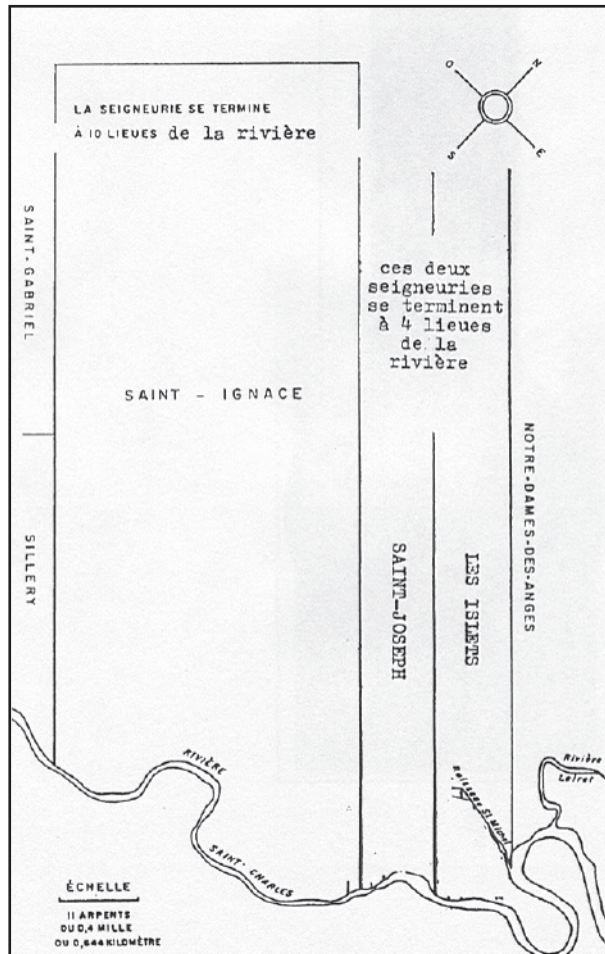 O
N
S
E
LA SEIGNEURIE SE TERMINE
À 10 LIEUES de la rivière
SAINT-GABRIEL
ces deux
seigneuries
se terminent
à 4 lieues
de la
rivière
SAINT - IGNACE
SILLERY
SAINT-JOSEPH
LES ISLETS
NOTRE-DAMES-DES-ANGES
RIVIÈRE
SAINT-CHARLES
St Michel
Rivière
Lairet
ÉCHELLE
11 ARPENTS
OU 0,4 MILLE
OU 0,644 KILOMÈTRE